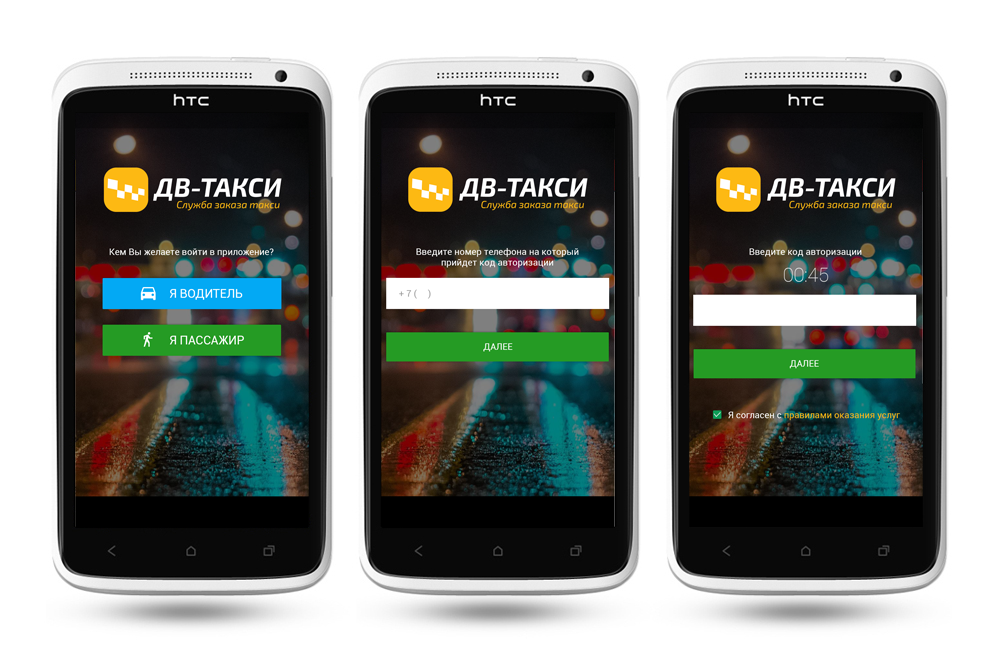 hTC
ДВ-ТАКСИ
Служба заказа такси
Кем Вы желаете войти в приложение?
Я ВОДИТЕЛЬ
Я ПАССАЖИР
hTC
ДВ-ТАКСИ
Служба заказа такси
Введите номер телефона на который
прийдет код авторизации
+7( )
ДАЛЕЕ
hTC
ДВ-ТАКСИ
Служба заказа такси
Введите код авторизации
00:45
ДАЛЕЕ
Я согласен с правилами оказания услуг